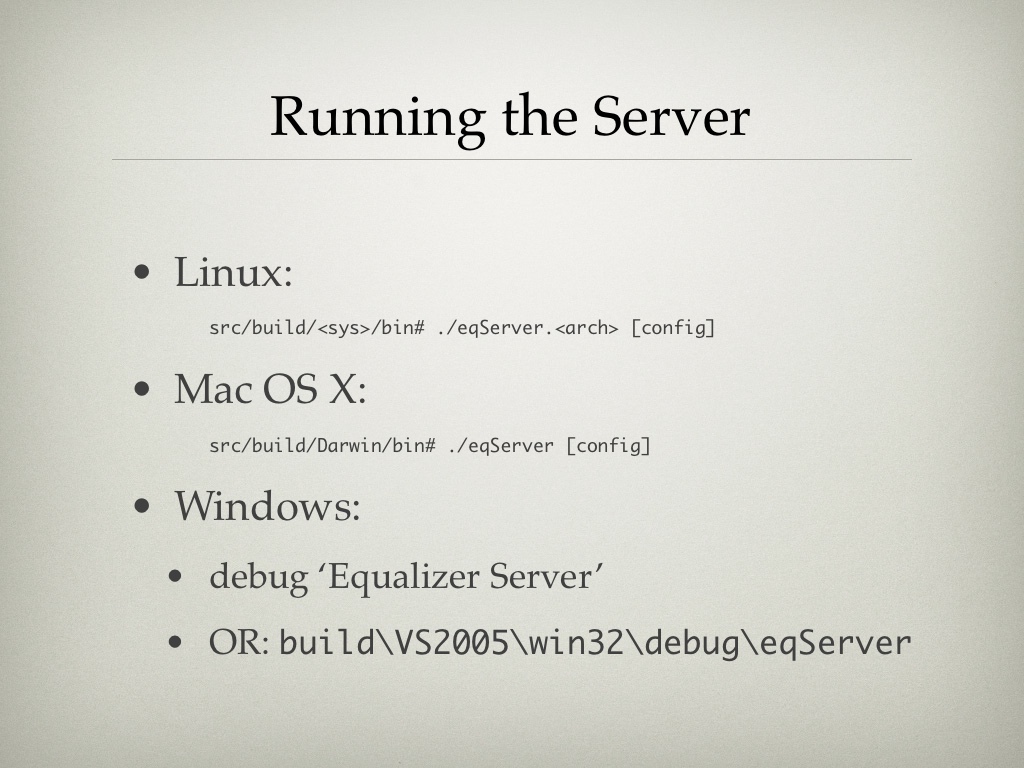 Running the Server
• Linux:
src/build/<sys>/bin# ./eqServer.<arch> [config]
• Mac OS X:
src/build/Darwin/bin# ./eqServer [config]
• Windows:
• debug ‘Equalizer Server’
• OR: build\VS2005\win32\debug\eqServer